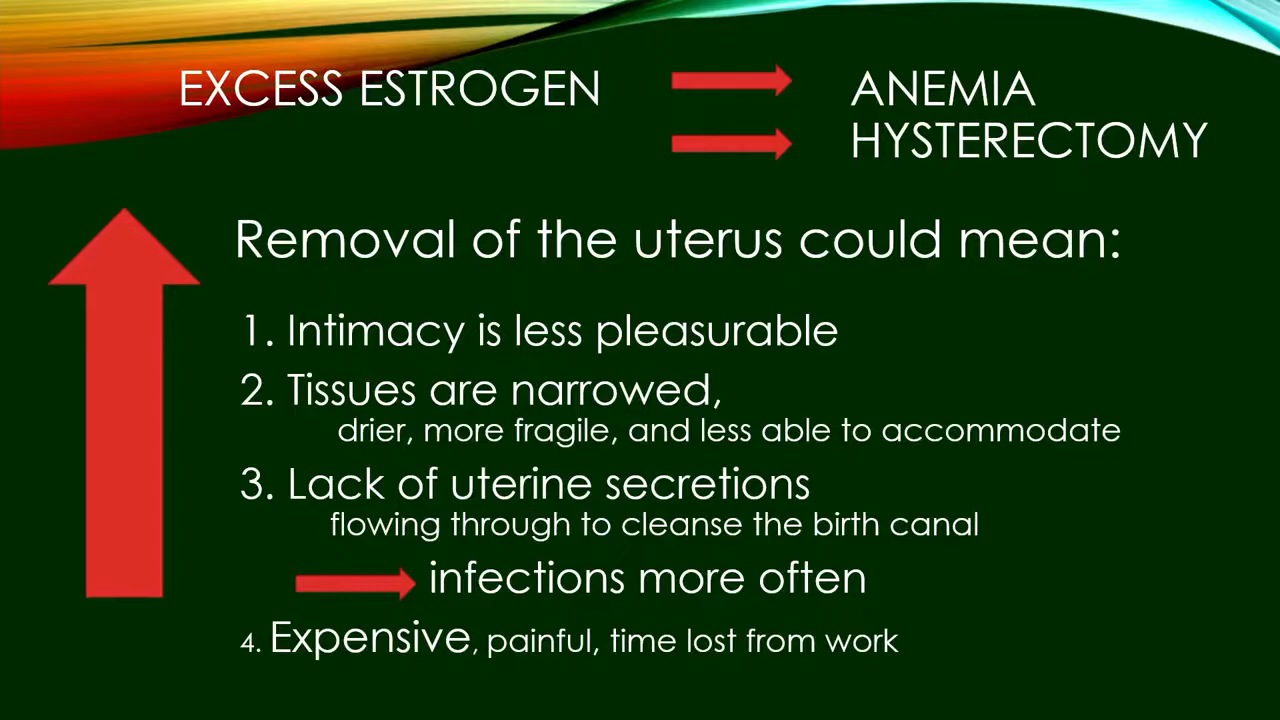 EXCESS ESTROGEN
ANEMIA
HYSTERECTOMY
Removal of the uterus could mean:
1. Intimacy is less pleasurable
2. Tissues are narrowed,
drier, more fragile, and less able to accommodate
3. Lack of uterine secretions
flowing through to cleanse the birth canal
infections more often
4. Expensive, painful, time lost from work